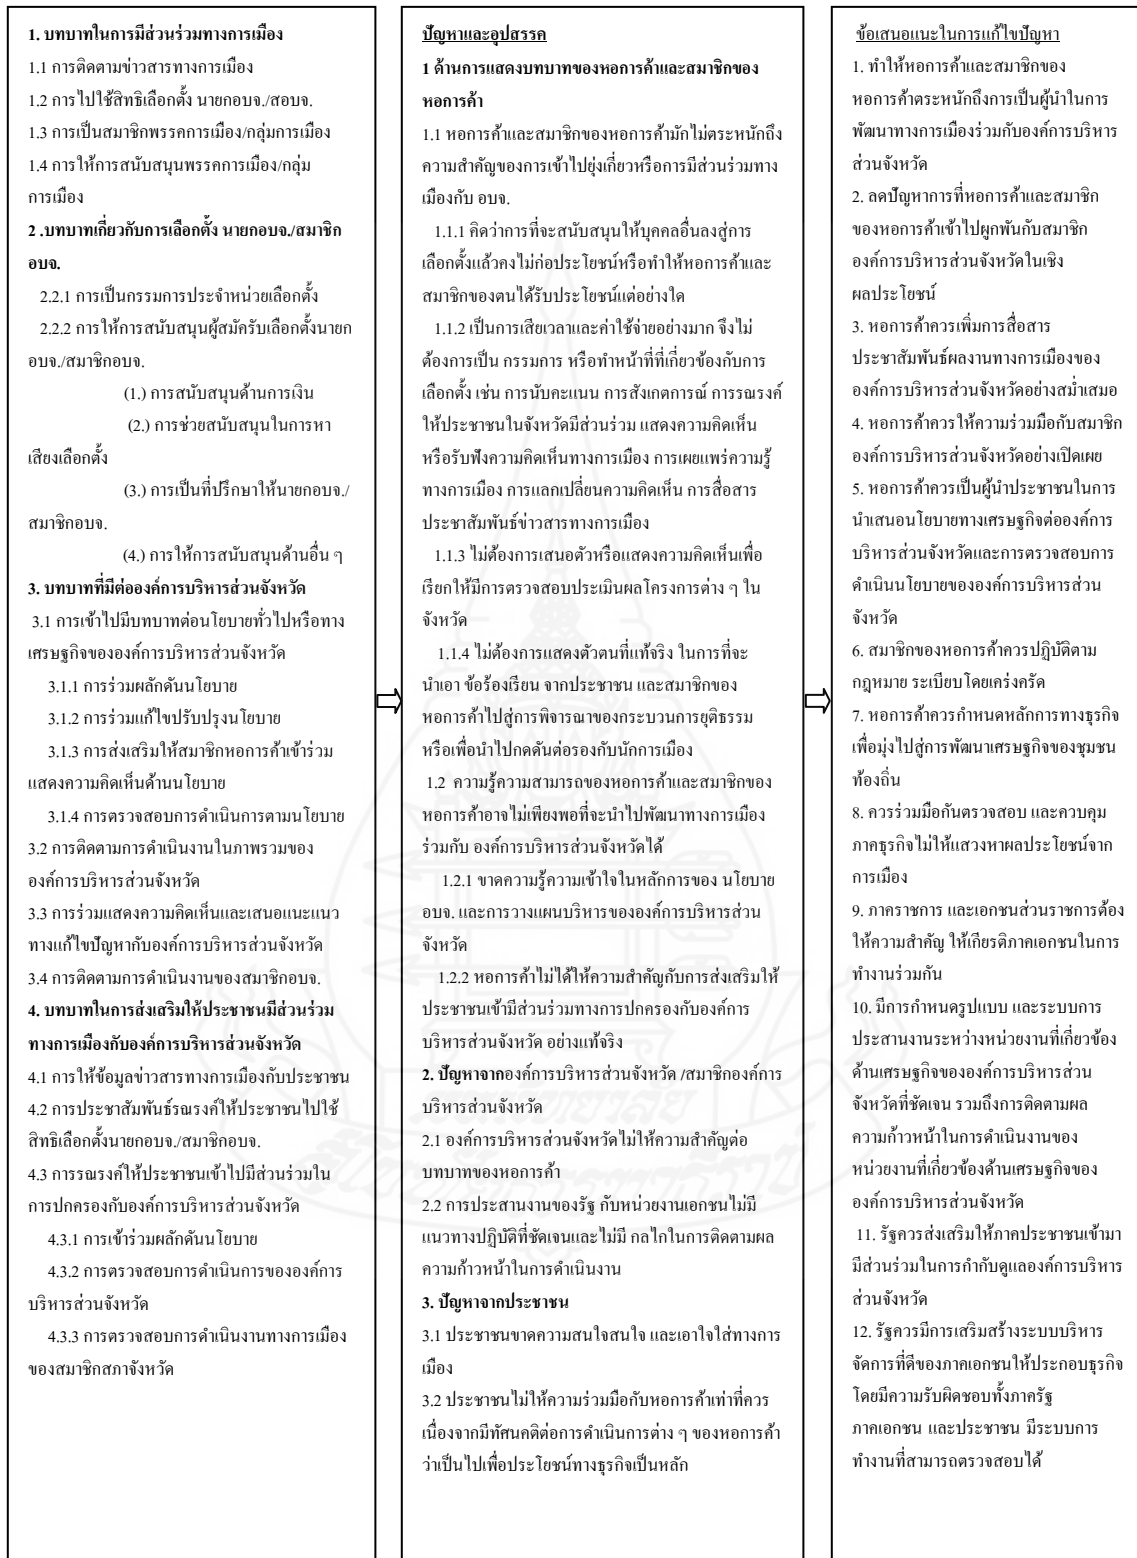 1. บทบาทในการมีส่วนร่วมทางการเมือง
1.1 การติดตามข่าวสารทางการเมือง
1.2 การไปใช้สิทธิเลือกตั้ง นายกอบจ./สอบจ.
1.3 การเป็นสมาชิกพรรคการเมือง/กลุ่มการเมือง
1.4 การให้การสนับสนุนพรรคการเมือง/กลุ่ม
การเมือง
2 .บทบาทเกี่ยวกับการเลือกตั้ง นายกอบจ./สมาชิก
อบจ.
2.2.1 การเป็นกรรมการประจำหน่วยเลือกตั้ง
2.2.2 การให้การสนับสนุนผู้สมัครับเลือกตั้งนายก
อบจ./สมาชิกอบจ.
(1.) การสนับสนุนด้านการเงิน
(2.) การช่วยสนับสนุนในการหา
เสียงเลือกตั้ง
(3.) การเป็นที่ปรึกษาให้นายกอบจ./
สมาชิกอบจ.
(4.) การให้การสนับสนุนด้านอื่น ๆ
3. บทบาทที่มีต่อองค์การบริหารส่วนจังหวัด
3.1 การเข้าไปมีบทบาทต่อนโยบายทั่วไปหรือทาง
เศรษฐกิจขององค์การบริหารส่วนจังหวัด
3.1.1 การร่วมผลักดันนโยบาย
3.1.2 การร่วมแก้ไขปรับปรุงนโยบาย
3.1.3 การส่งเสริมให้สมาชิกหอการค้าเข้าร่วม
แสดงความคิดเห็นด้านนโยบาย
3.1.4 การตรวจสอบการดำเนินการตามนโยบาย
3.2 การติดตามการดำเนินงานในภาพรวมของ
องค์การบริหารส่วนจังหวัด
3.3 การร่วมแสดงความคิดเห็นและเสนอแนะแนว
ทางแก้ไขปัญหากับองค์การบริหารส่วนจังหวัด
3.4 การติดตามการดำเนินงานของสมาชิกอบจ.
4. บทบาทในการส่งเสริมให้ประชาชนมีส่วนร่วม
ทางการเมืองกับองค์การบริหารส่วนจังหวัด
4.1 การให้ข้อมูลข่าวสารทางการเมืองกับประชาชน
4.2 การประชาสัมพันธ์รณรงค์ให้ประชาชนไปใช้
สิทธิเลือกตั้งนายกอบจ./สมาชิกอบจ.
4.3 การรณรงค์ให้ประชาชนเข้าไปมีส่วนร่วมใน
การปกครองกับองค์การบริหารส่วนจังหวัด
4.3.1 การเข้าร่วมผลักดันนโยบาย
4.3.2 การตรวจสอบการดำเนินการขององค์การ
บริหารส่วนจังหวัด
4.3.3 การตรวจสอบการดำเนินงานทางการเมือง
ของสมาชิกสภาจังหวัด
ปัญหาและอุปสรรค
1 ด้านการแสดงบทบาทของหอการค้าและสมาชิกของ
หอการค้า
1.1 หอการค้าและสมาชิกของหอการค้ามักไม่ตระหนักถึง
ความสำคัญของการเข้าไปยุ่งเกี่ยวหรือการมีส่วนร่วมทาง
เมืองกับ อบจ.
1.1.1 คิดว่าการที่จะสนับสนุนให้บุคคลอื่นลงสู่การ
เลือกตั้งแล้วคงไม่ก่อประโยชน์หรือทำให้หอการค้าและ
สมาชิกของตนได้รับประโยชน์แต่อย่างใด
1.1.2 เป็นการเสียเวลาและค่าใช้จ่ายอย่างมาก จึงไม่
ต้องการเป็น กรรมการ หรือทำหน้าที่ที่เกี่ยวข้องกับการ
เลือกตั้ง เช่น การนับคะแนน การสังเกตการณ์ การรณรงค์
ให้ประชาชนในจังหวัดมีส่วนร่วม แสดงความคิดเห็น
หรือรับฟังความคิดเห็นทางการเมือง การเผยแพร่ความรู้
ทางการเมือง การแลกเปลี่ยนความคิดเห็น การสื่อสาร
ประชาสัมพันธ์ข่าวสารทางการเมือง
1.1.3 ไม่ต้องการเสนอตัวหรือแสดงความคิดเห็นเพื่อ
เรียกให้มีการตรวจสอบประเมินผลโครงการต่าง ๆ ใน
จังหวัด
1.1.4 ไม่ต้องการแสดงตัวตนที่แท้จริง ในการที่จะ
นำเอา ข้อร้องเรียน จากประชาชน และสมาชิกของ
หอการค้าไปสู่การพิจารณาของกระบวนการยุติธรรม
หรือเพื่อนำไปกดดันต่อรองกับนักการเมือง
1.2 ความรู้ความสามารถของหอการค้าและสมาชิกของ
หอการค้าอาจไม่เพียงพอที่จะนำไปพัฒนาทางการเมือง
ร่วมกับ องค์การบริหารส่วนจังหวัดได้
1.2.1 ขาดความรู้ความเข้าใจในหลักการของ นโยบาย
อบจ. และการวางแผนบริหารขององค์การบริหารส่วน
จังหวัด
1.2.2 หอการค้าไม่ได้ให้ความสำคัญกับการส่งเสริมให้
ประชาชนเข้ามีส่วนร่วมทางการปกครองกับองค์การ
บริหารส่วนจังหวัด อย่างแท้จริง
2. ปัญหาจากองค์การบริหารส่วนจังหวัด /สมาชิกองค์การ
บริหารส่วนจังหวัด
2.1 องค์การบริหารส่วนจังหวัดไม่ให้ความสำคัญต่อ
บทบาทของหอการค้า
2.2 การประสานงานของรัฐ กับหน่วยงานเอกชนไม่มี
แนวทางปฏิบัติที่ชัดเจนและไม่มี กลไกในการติดตามผล
ความก้าวหน้าในการดำเนินงาน
3. ปัญหาจากประชาชน
3.1 ประชาชนขาดความสนใจสนใจ และเอาใจใส่ทางการ
เมือง
3.2 ประชาชนไม่ให้ความร่วมมือกับหอการค้าเท่าที่ควร
เนื่องจากมีทัศนคติต่อการดำเนินการต่าง ๆ ของหอการค้า
ว่าเป็นไปเพื่อประโยชน์ทางธุรกิจเป็นหลัก
ข้อเสนอแนะในการแก้ไขปัญหา
1. ทำให้หอการค้าและสมาชิกของ
หอการค้าตระหนักถึงการเป็นผู้นำในการ
พัฒนาทางการเมืองร่วมกับองค์การบริหาร
ส่วนจังหวัด
2. ลดปัญหาการที่หอการค้าและสมาชิก
ของหอการค้าเข้าไปผูกพันกับสมาชิก
องค์การบริหารส่วนจังหวัดในเชิง
ผลประโยชน์
3. หอการค้าควรเพิ่มการสื่อสาร
ประชาสัมพันธ์ผลงานทางการเมืองของ
องค์การบริหารส่วนจังหวัดอย่างสม่ำเสมอ
4. หอการค้าควรให้ความร่วมมือกับสมาชิก
องค์การบริหารส่วนจังหวัดอย่างเปิดเผย
5. หอการค้าควรเป็นผู้นำประชาชนในการ
นำเสนอนโยบายทางเศรษฐกิจต่อองค์การ
บริหารส่วนจังหวัดและการตรวจสอบการ
ดำเนินนโยบายขององค์การบริหารส่วน
จังหวัด
6. สมาชิกของหอการค้าควรปฏิบัติตาม
กฎหมาย ระเบียบโดยเคร่งครัด
7. หอการค้าควรกำหนดหลักการทางธุรกิจ
เพื่อมุ่งไปสู่การพัฒนาเศรษฐกิจของชุมชน
ท้องถิ่น
8. ควรร่วมมือกันตรวจสอบ และควบคุม
ภาคธุรกิจไม่ให้แสวงหาผลประโยชน์จาก
การเมือง
9. ภาคราชการ และเอกชนส่วนราชการต้อง
ให้ความสำคัญ ให้เกียรติภาคเอกชนในการ
ทำงานร่วมกัน
10. มีการกำหนดรูปแบบ และระบบการ
ประสานงานระหว่างหน่วยงานที่เกี่ยวข้อง
ด้านเศรษฐกิจขององค์การบริหารส่วน
จังหวัดที่ชัดเจน รวมถึงการติดตามผล
ความก้าวหน้าในการดำเนินงานของ
หน่วยงานที่เกี่ยวข้องด้านเศรษฐกิจของ
องค์การบริหารส่วนจังหวัด
11. รัฐควรส่งเสริมให้ภาคประชาชนเข้ามา
มีส่วนร่วมในการกำกับดูแลองค์การบริหาร
ส่วนจังหวัด
12. รัฐควรมีการเสริมสร้างระบบบริหาร
จัดการที่ดีของภาคเอกชนให้ประกอบธุรกิจ
โดยมีความรับผิดชอบทั้งภาครัฐ
ภาคเอกชน และประชาชน มีระบบการ
ทำงานที่สามารถตรวจสอบได้